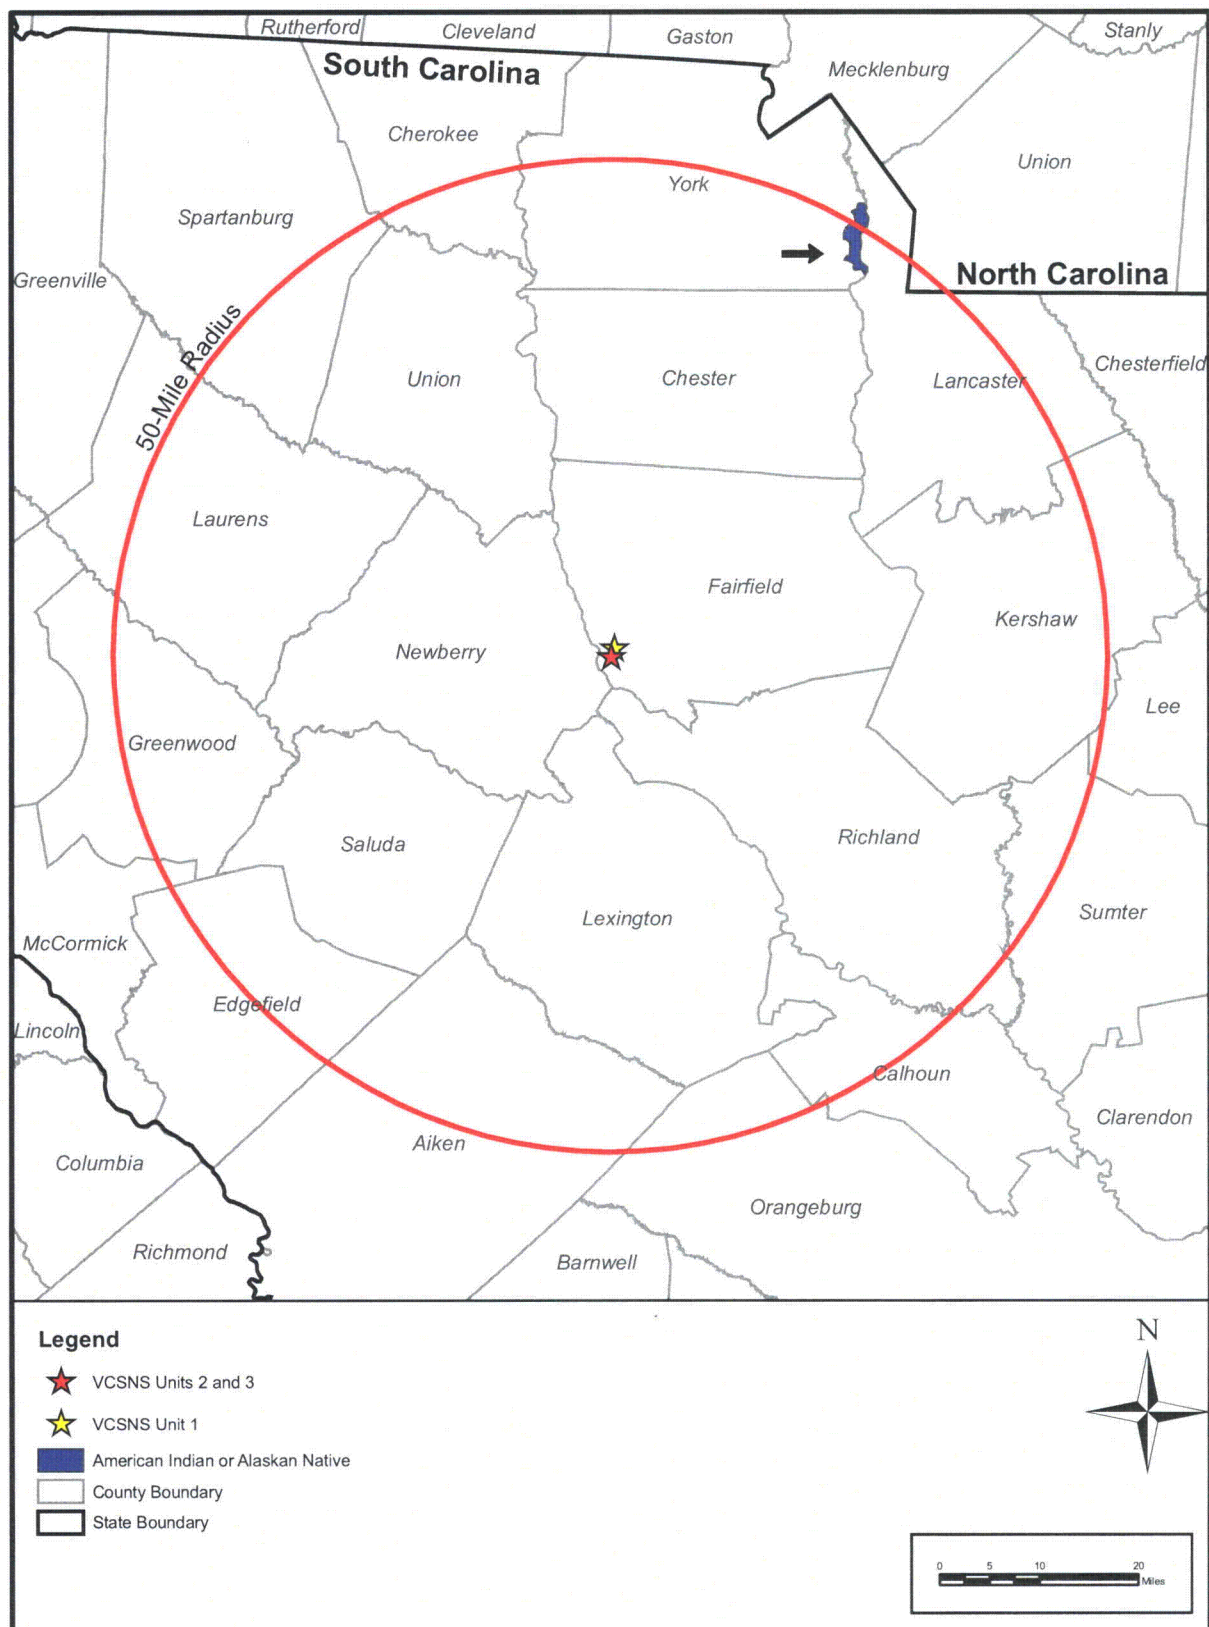 Rutherford
Cleveland
Gaston
Stanly
South Carolina
Mecklenburg
Cherokee
Union
York
Spartanburg
Greenville
North Carolina
50-Mile Radius
Union
Chester
Lancaster
Chesterfield
Laurens
Fairfield
Kershaw
Newberry
Lee
Greenwood
Saluda
Richland
Lexington
Sumter
McCormick
Edgefield
Lincoln
Calhoun
Clarendon
Aiken
Columbia
Orangeburg
Richmond
Barnwell
Legend
N
VCSNS Units 2 and 3
VCSNS Unit 1
American Indian or Alaskan Native
County Boundary
State Boundary
0 5 10 20
Miles